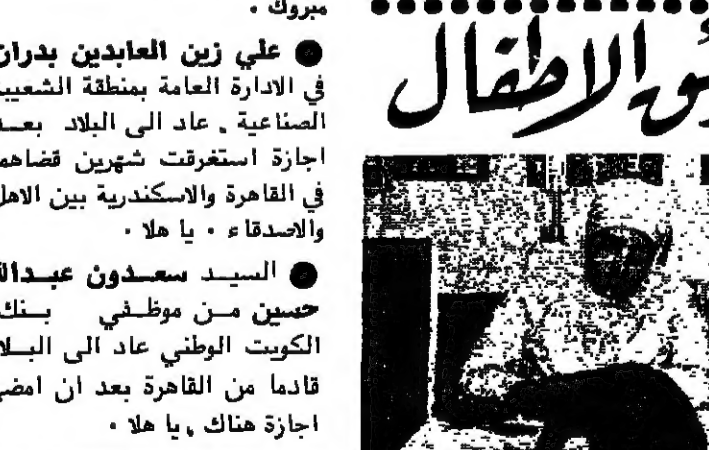 مبروك .
● علي زين العابدين بدران
في الادارة العامة بمنطقة الشعيبة
الصناعية . عاد الى البلاد بعد
اجازة استغرقت شهرين قضاهما
في القاهرة والاسكندرية بين الاهل
والاصدقاء . يا هلا .
● السيد سعدون عبدالله
حسين من موظفي بنك
الكويت الوطني عاد الى البلاد
قادما من القاهرة بعد ان امضى
اجازة هناك . يا هلا .
الاطفال